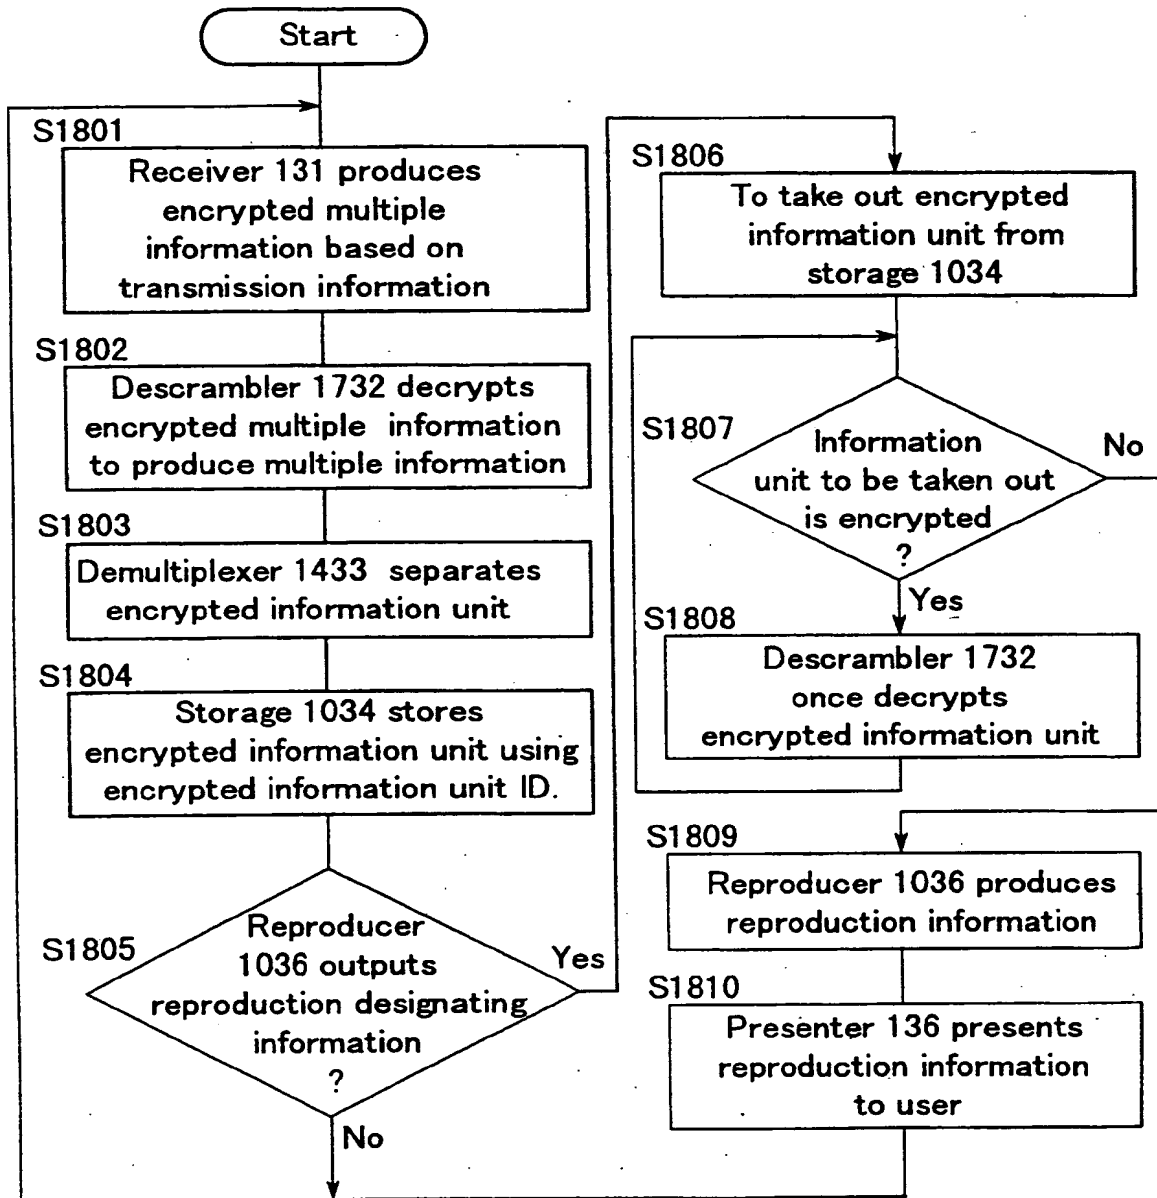 Start
S1801
Receiver 131 produces
encrypted multiple
information based on
transmission information
S1802
Descrambler 1732 decrypts
encrypted multiple information
to produce multiple information
S1803
Demultiplexer 1433 separates
encrypted information unit
S1804
Storage 1034 stores
encrypted information unit using
encrypted information unit ID.
S1805
Reproducer
1036 outputs
reproduction designating
information
?
Yes
No
S1806
To take out encrypted
information unit from
storage 1034
S1807
Information
unit to be taken out
is encrypted
?
No
Yes
S1808
Descrambler 1732
once decrypts
encrypted information unit
S1809
Reproducer 1036 produces
reproduction information
S1810
Presenter 136 presents
reproduction information
to user